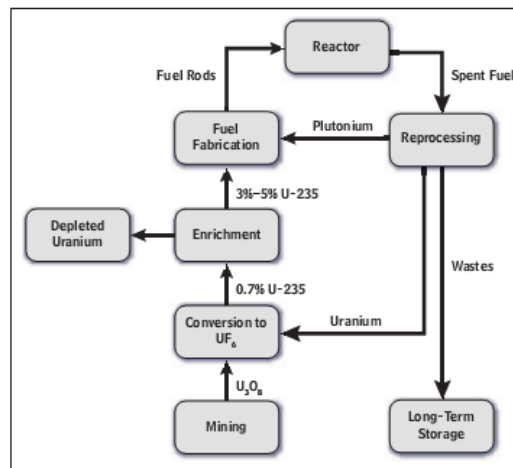 Reactor
Fuel Rods
Spent Fuel
Fuel
Fabrication
Plutonium
Reprocessing
3%–5% U-235
Depleted
Uranium
Enrichment
Wastes
0.7% U-235
Conversion to
UF₆
Uranium
U₃O₈
Mining
Long-Term
Storage